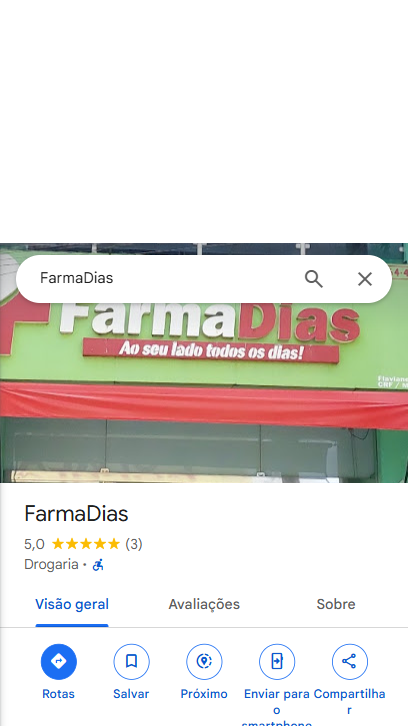 FarmaDias
FarmaDias
Ao seu lado todos os dias!
FarmaDias
5,0 (3)
Drogaria •
Visão geral Avaliações Sobre
Rotas Salvar Próximo Enviar para o smartphone Compartilhar